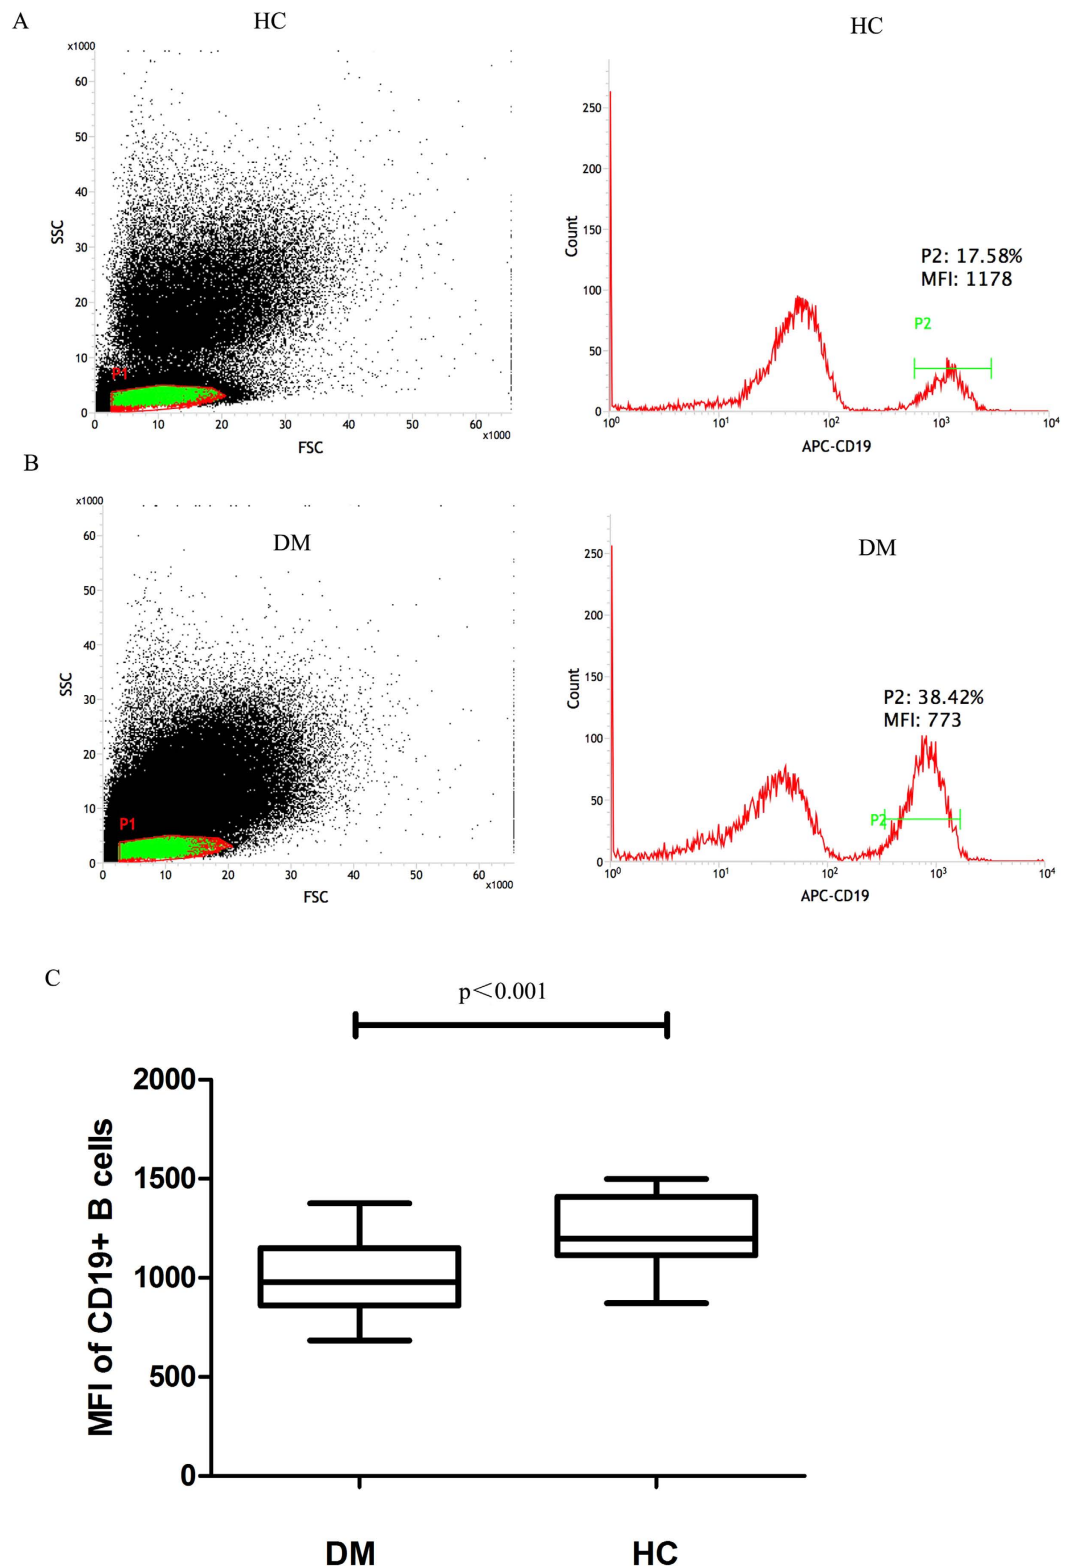 A
HC
x1000
60
50
40
30
20
10
0
SSC
P1
0 10 20 30 40 50 60
x1000
FSC
HC
250
200
150
100
50
0
Count
P2: 17.58%
MFI: 1178
P2
10⁰ 10¹ 10² 10³ 10⁴
APC-CD19
B
DM
x1000
60
50
40
30
20
10
0
SSC
P1
0 10 20 30 40 50 60
x1000
FSC
DM
250
200
150
100
50
0
Count
P2: 38.42%
MFI: 773
P2
10⁰ 10¹ 10² 10³ 10⁴
APC-CD19
C
p<0.001
2000
1500
1000
500
0
MFI of CD19+ B cells
DM HC